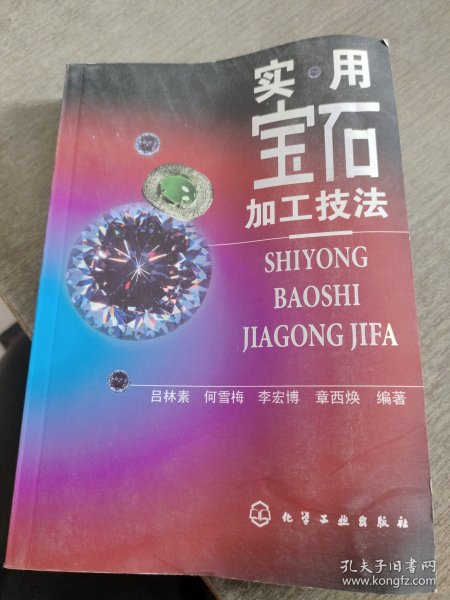 实·用
宝石
加工技法
SHIYONG
BAOSHI
JIAGONG JIFA
吕林素 何雪梅 李宏博 章西焕 编著
化学工业出版社
孔夫子旧书网
www.kongfz.com